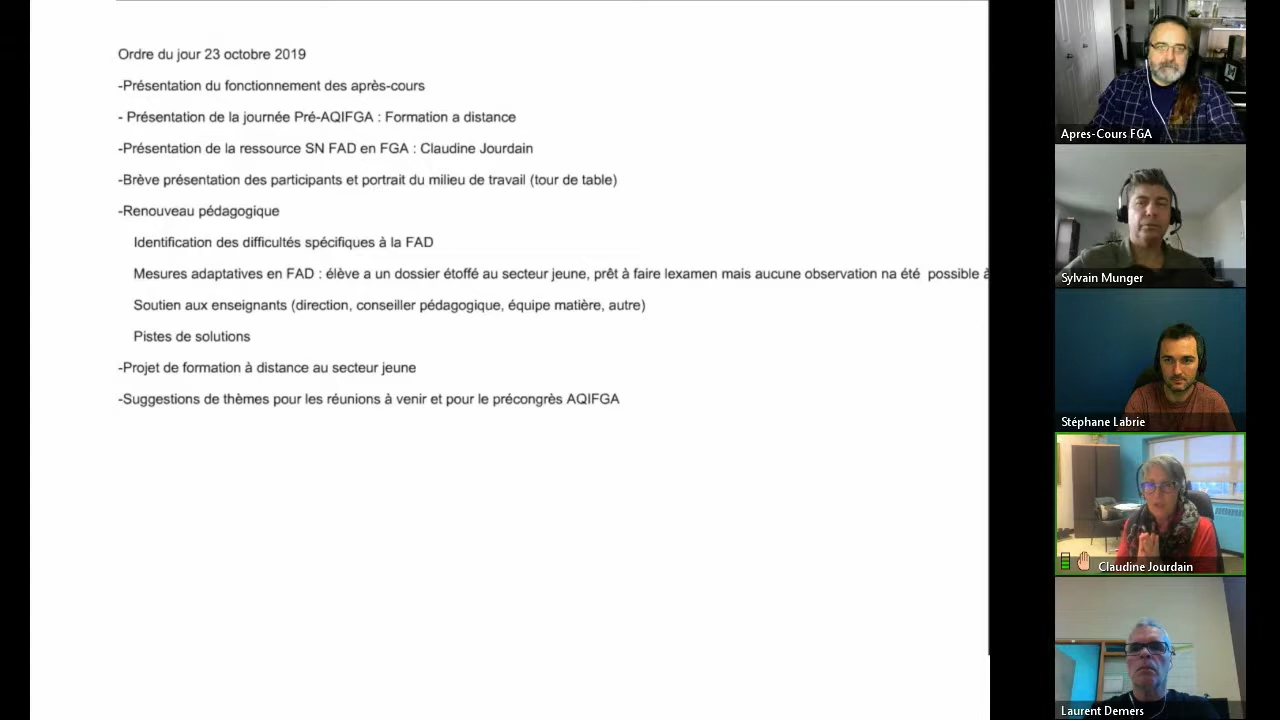 Ordre du jour 23 octobre 2019
-Présentation du fonctionnement des après-cours
- Présentation de la journée Pré-AQIFGA : Formation a distance
-Présentation de la ressource SN FAD en FGA : Claudine Jourdain
-Brève présentation des participants et portrait du milieu de travail (tour de table)
-Renouveau pédagogique
Identification des difficultés spécifiques à la FAD
Mesures adaptatives en FAD : élève a un dossier étoffé au secteur jeune, prêt à faire lexamen mais aucune observation na été possible à
Soutien aux enseignants (direction, conseiller pédagogique, équipe matière, autre)
Pistes de solutions
-Projet de formation à distance au secteur jeune
-Suggestions de thèmes pour les réunions à venir et pour le précongrès AQIFGA
Apres-Cours FGA
Sylvain Munger
Stéphane Labrie
Claudine Jourdain
Laurent Demers